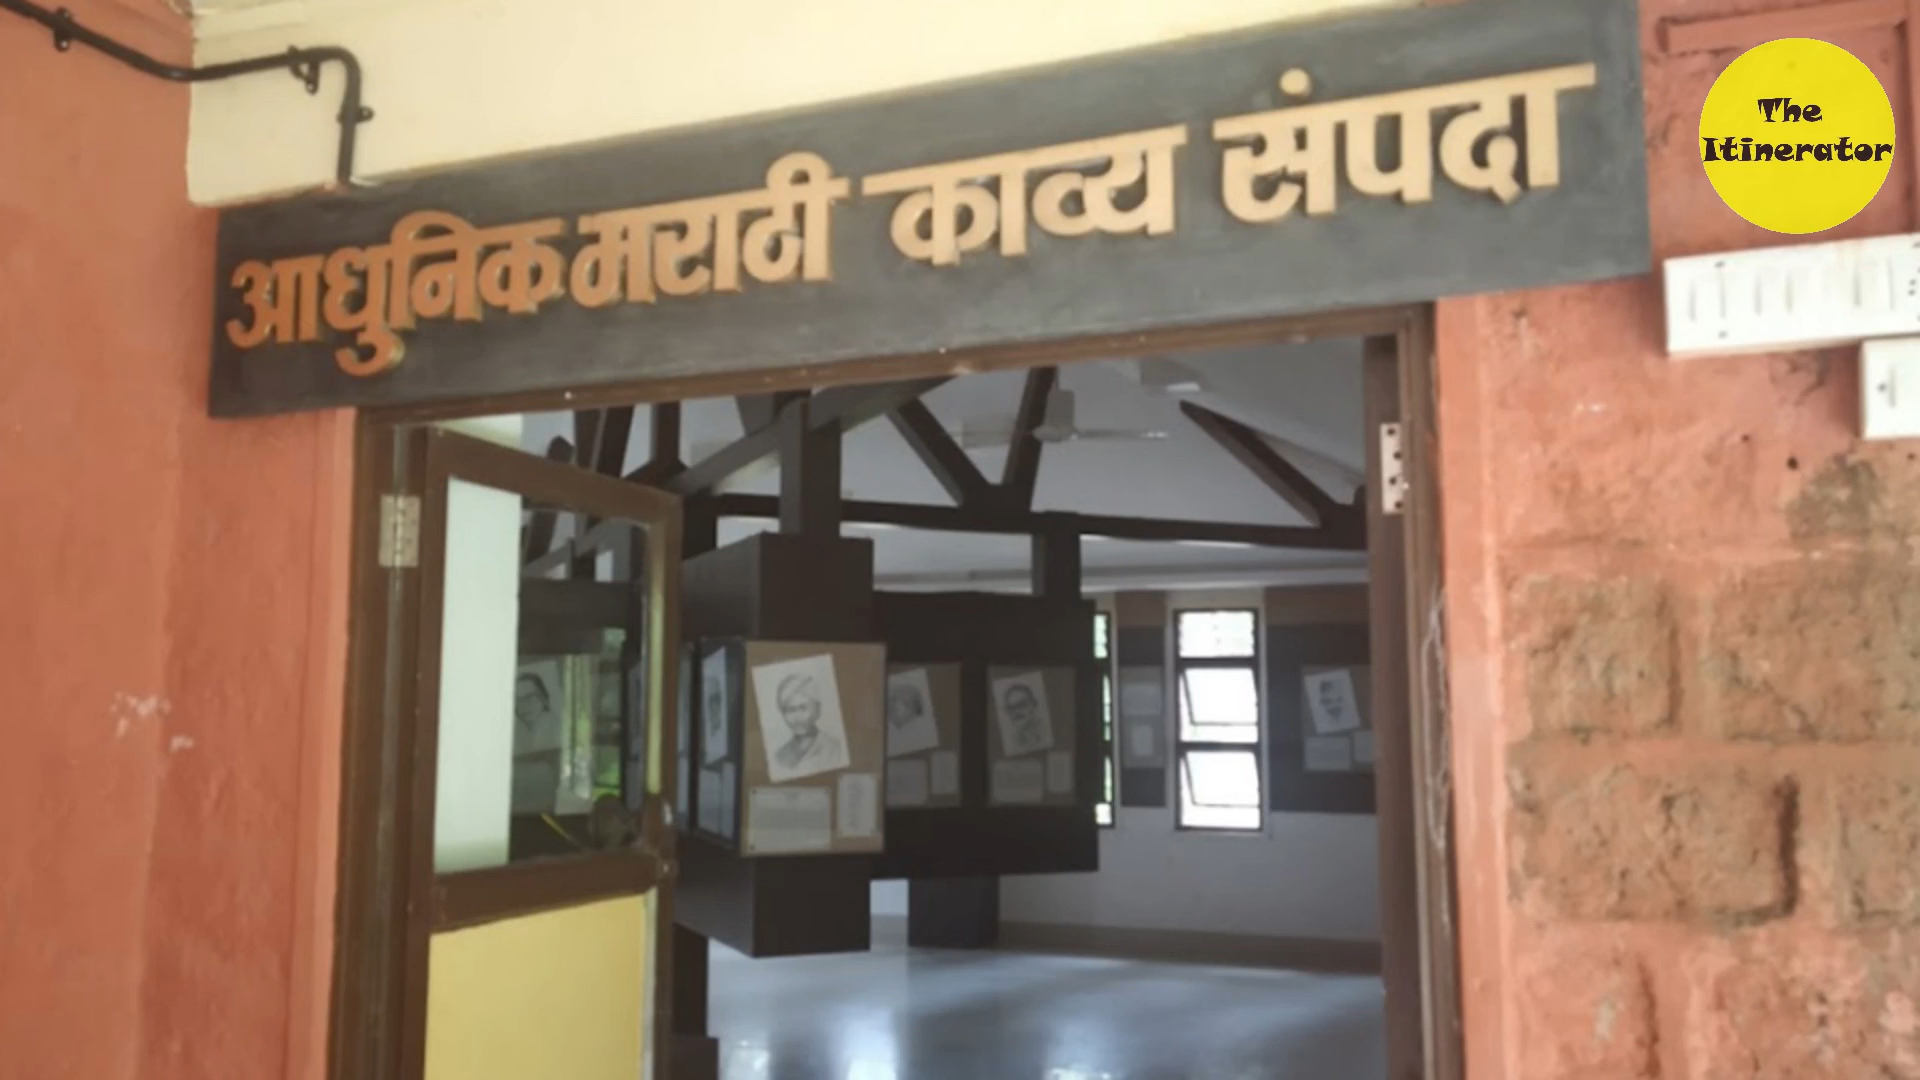 आधुनिक मराठी काव्य संपदा
The
Itinerator